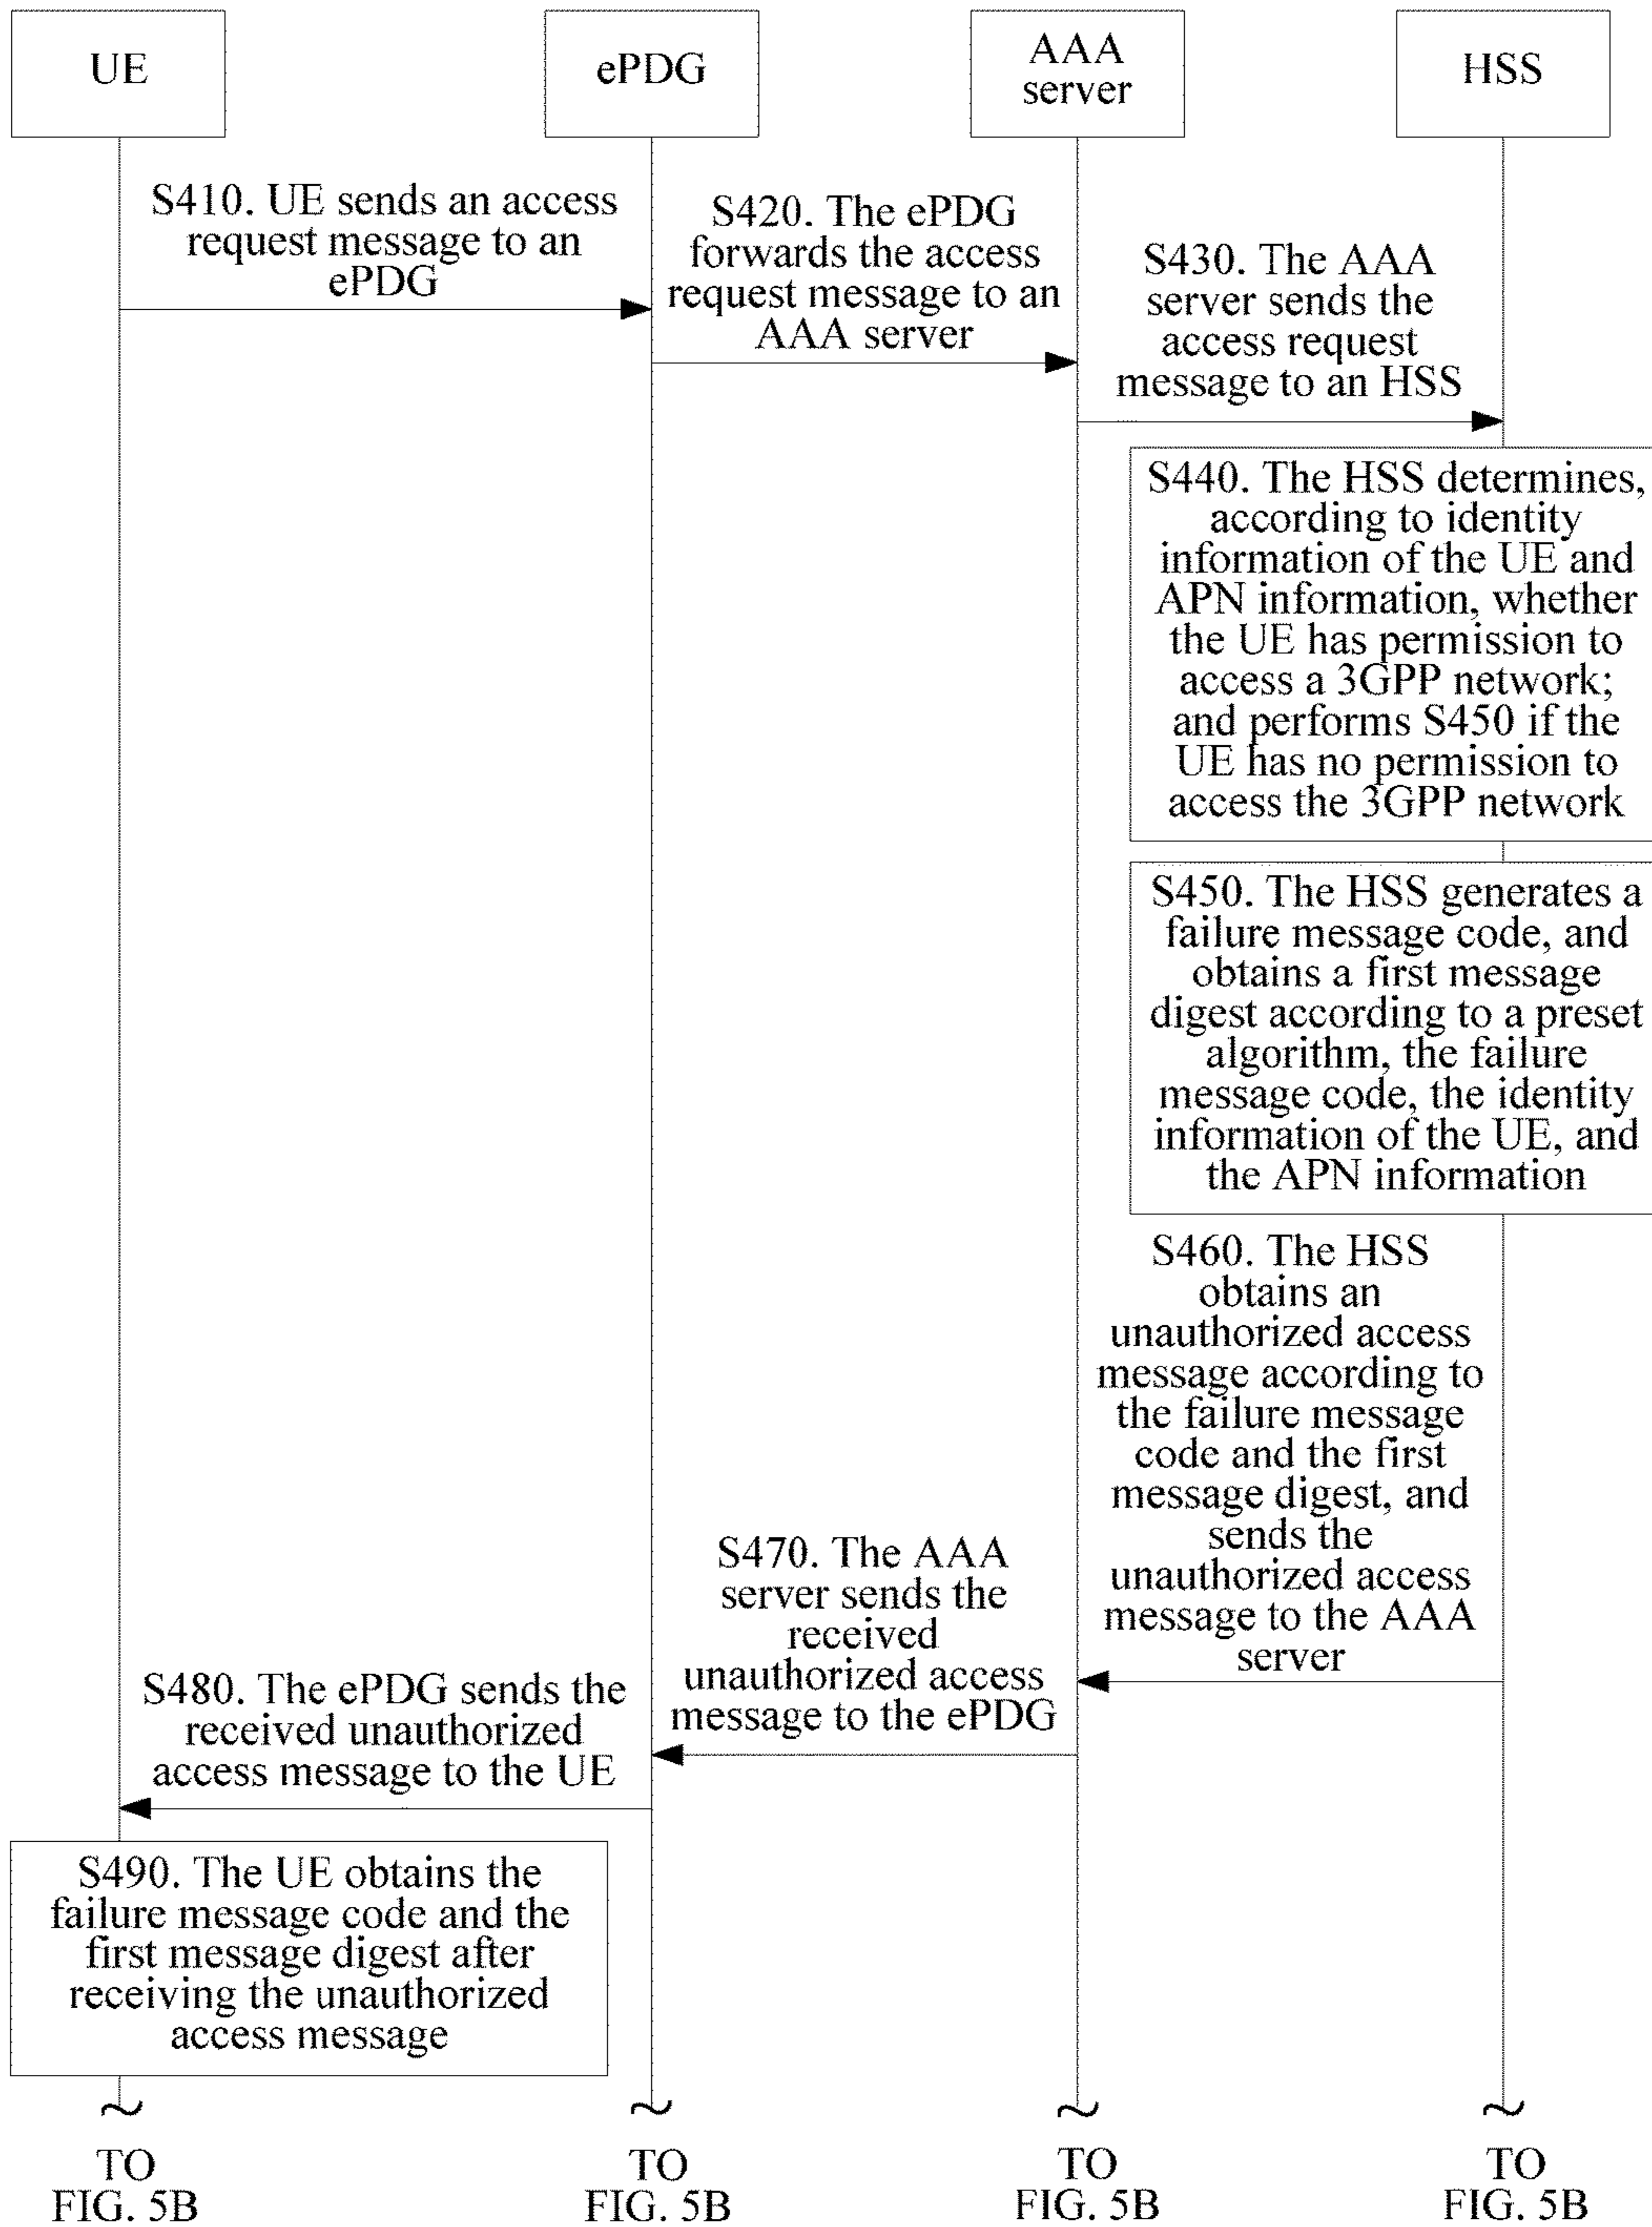 UE
ePDG
AAA
server
HSS
S410. UE sends an access
request message to an
ePDG
S420. The ePDG
forwards the access
request message to an
AAA server
S430. The AAA
server sends the
access request
message to an HSS
S440. The HSS determines,
according to identity
information of the UE and
APN information, whether
the UE has permission to
access a 3GPP network;
and performs S450 if the
UE has no permission to
access the 3GPP network
S450. The HSS generates a
failure message code, and
obtains a first message
digest according to a preset
algorithm, the failure
message code, the identity
information of the UE, and
the APN information
S460. The HSS
obtains an
unauthorized access
message according to
the failure message
code and the first
message digest, and
sends the
unauthorized access
message to the AAA
server
S470. The AAA
server sends the
received
unauthorized access
message to the ePDG
S480. The ePDG sends the
received unauthorized
access message to the UE
S490. The UE obtains the
failure message code and the
first message digest after
receiving the unauthorized
access message
TO
FIG. 5B
TO
FIG. 5B
TO
FIG. 5B
TO
FIG. 5B